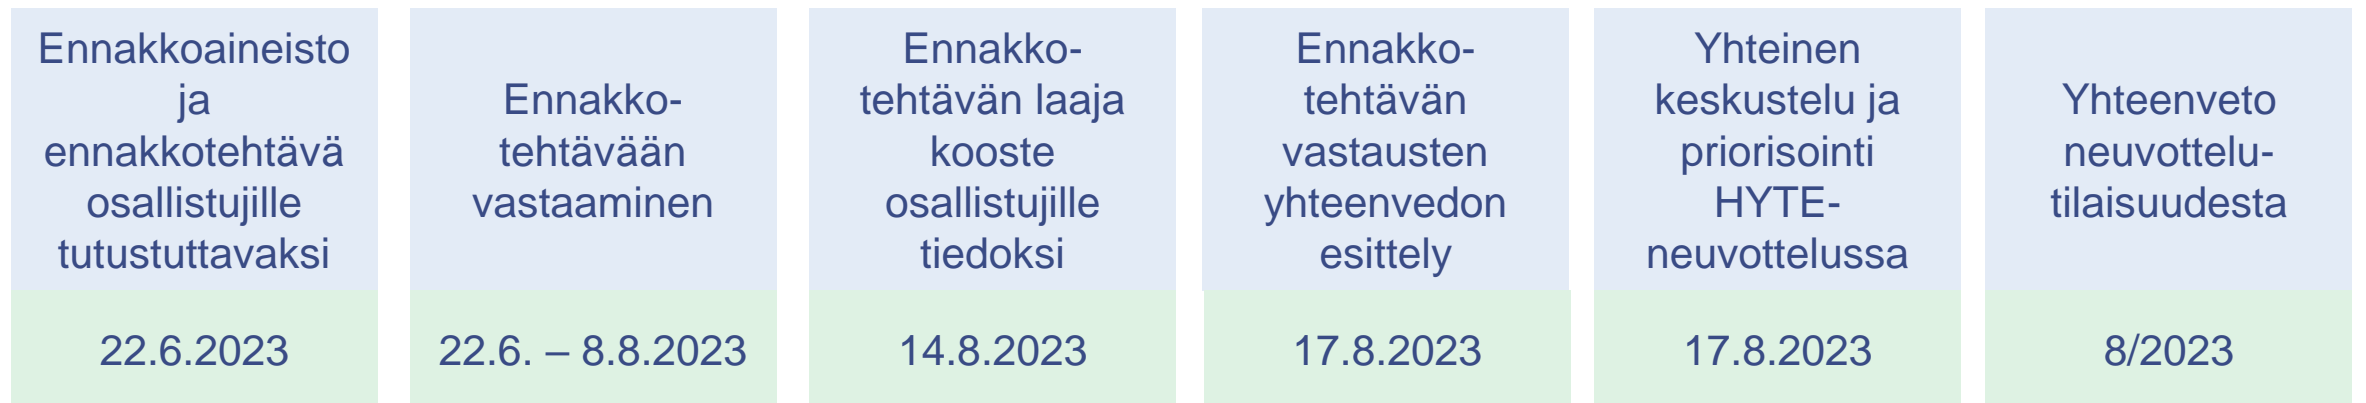 Ennakkoaineisto
ja
ennakkotehtävä
osallistujille
tutustuttavaksi
22.6.2023
Ennakko-
tehtävään
vastaaminen
22.6. – 8.8.2023
Ennakko-
tehtävän laaja
kooste
osallistujille
tiedoksi
14.8.2023
Ennakko-
tehtävän
vastausten
yhteenvedon
esittely
17.8.2023
Yhteinen
keskustelu ja
priorisointi
HYTE-
neuvottelussa
17.8.2023
Yhteenveto
neuvottelu-
tilaisuudesta
8/2023